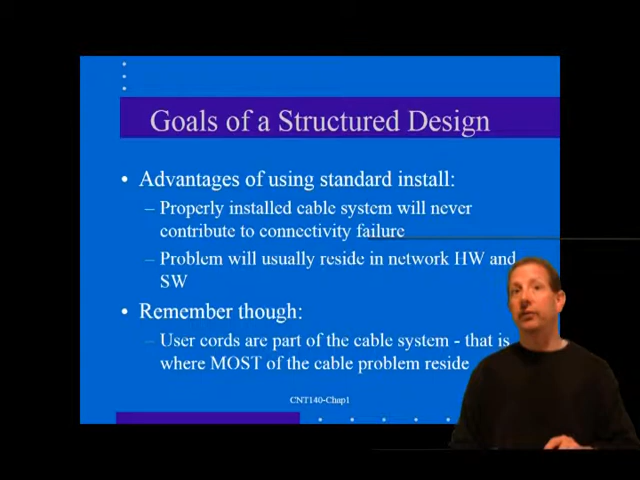 Goals of a Structured Design
• Advantages of using standard install:
– Properly installed cable system will never
contribute to connectivity failure
– Problem will usually reside in network HW and
SW
• Remember though:
– User cords are part of the cable system - that is
where MOST of the cable problem reside
CNT140-Chap1